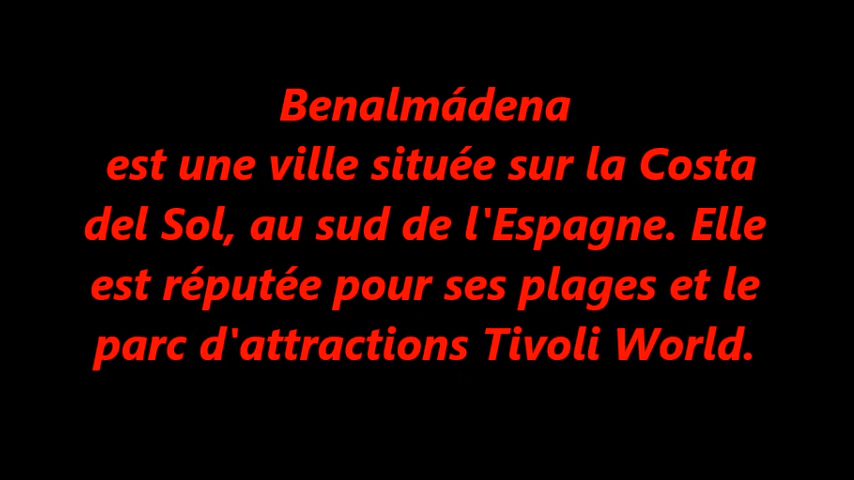 Benalmádena
est une ville située sur la Costa
del Sol, au sud de l'Espagne. Elle
est réputée pour ses plages et le
parc d'attractions Tivoli World.